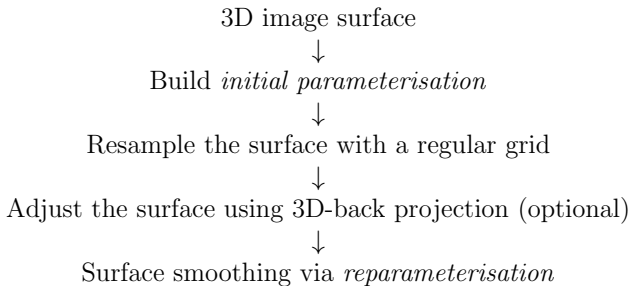 3D image surface
↓
Build initial parameterisation
↓
Resample the surface with a regular grid
↓
Adjust the surface using 3D-back projection (optional)
↓
Surface smoothing via reparameterisation